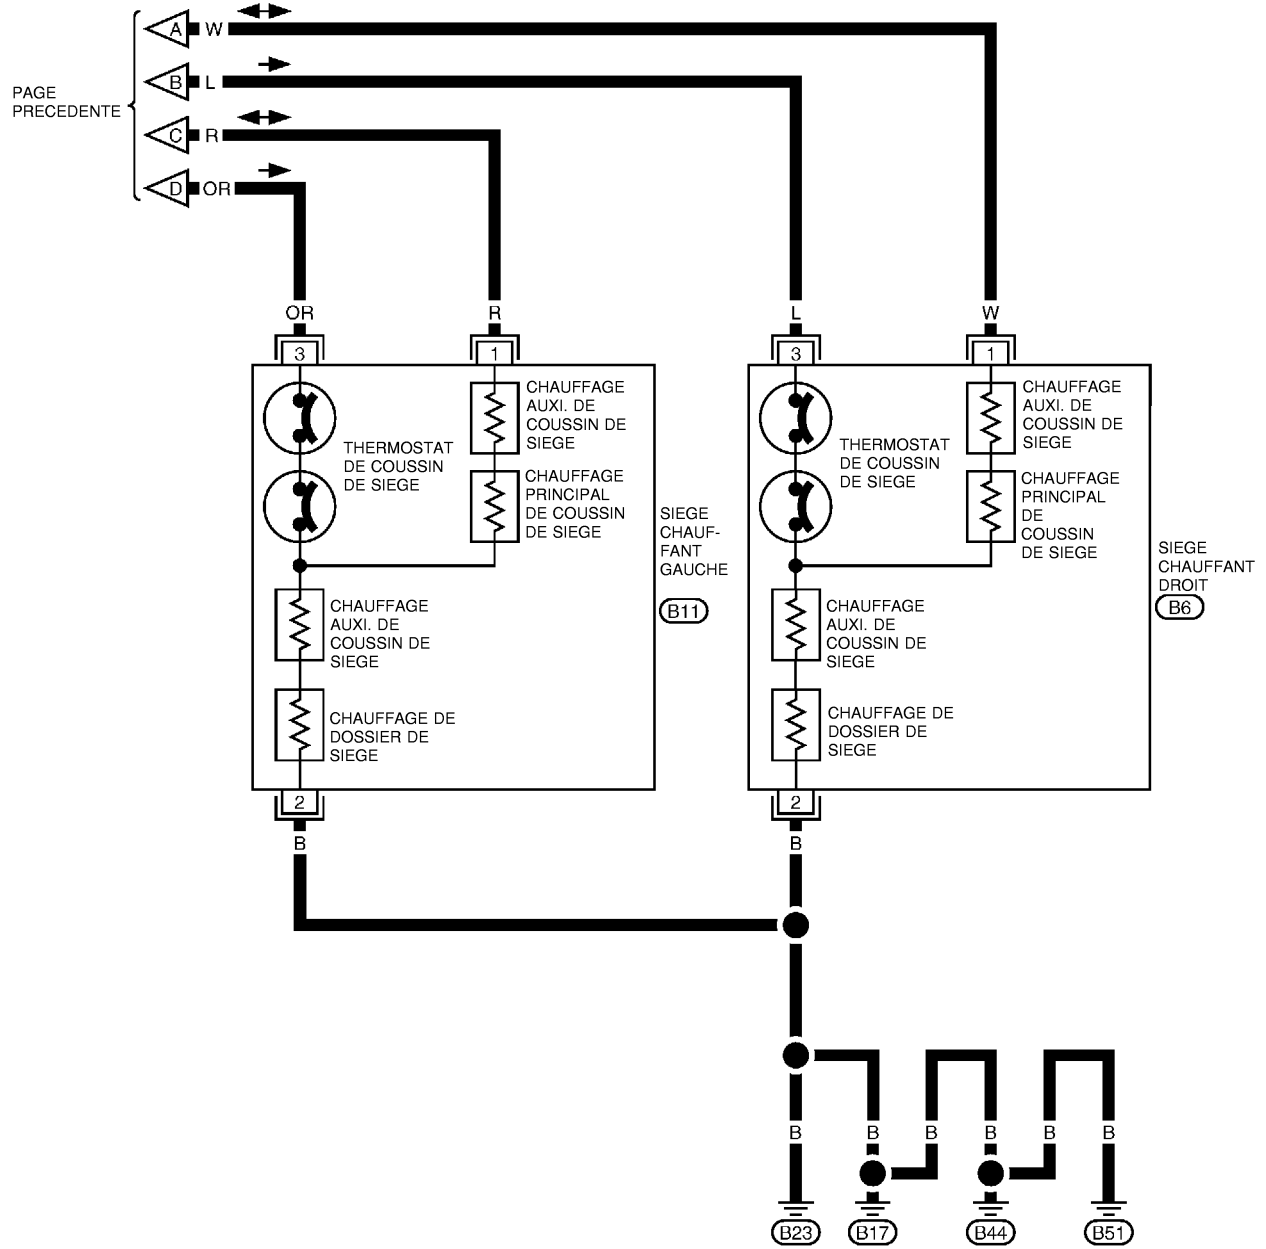 A W
PAGE
PRECEDENTE
B L
C R
D OR
OR R L W
3 1 3 1
CHAUFFAGE
AUXI. DE
COUSSIN DE
SIEGE
THERMOSTAT
DE COUSSIN
DE SIEGE
CHAUFFAGE
PRINCIPAL
DE COUSSIN
DE SIEGE
SIEGE
CHAUF-
FANT
GAUCHE
B11
CHAUFFAGE
AUXI. DE
COUSSIN DE
SIEGE
CHAUFFAGE DE
DOSSIER DE
SIEGE
CHAUFFAGE
AUXI. DE
COUSSIN DE
SIEGE
THERMOSTAT
DE COUSSIN
DE SIEGE
CHAUFFAGE
PRINCIPAL
DE
COUSSIN
DE SIEGE
SIEGE
CHAUFFANT
DROIT
B6
CHAUFFAGE
AUXI. DE
COUSSIN DE
SIEGE
CHAUFFAGE DE
DOSSIER DE
SIEGE
2 2
B B
B B B B B B
B23 B17 B44 B51